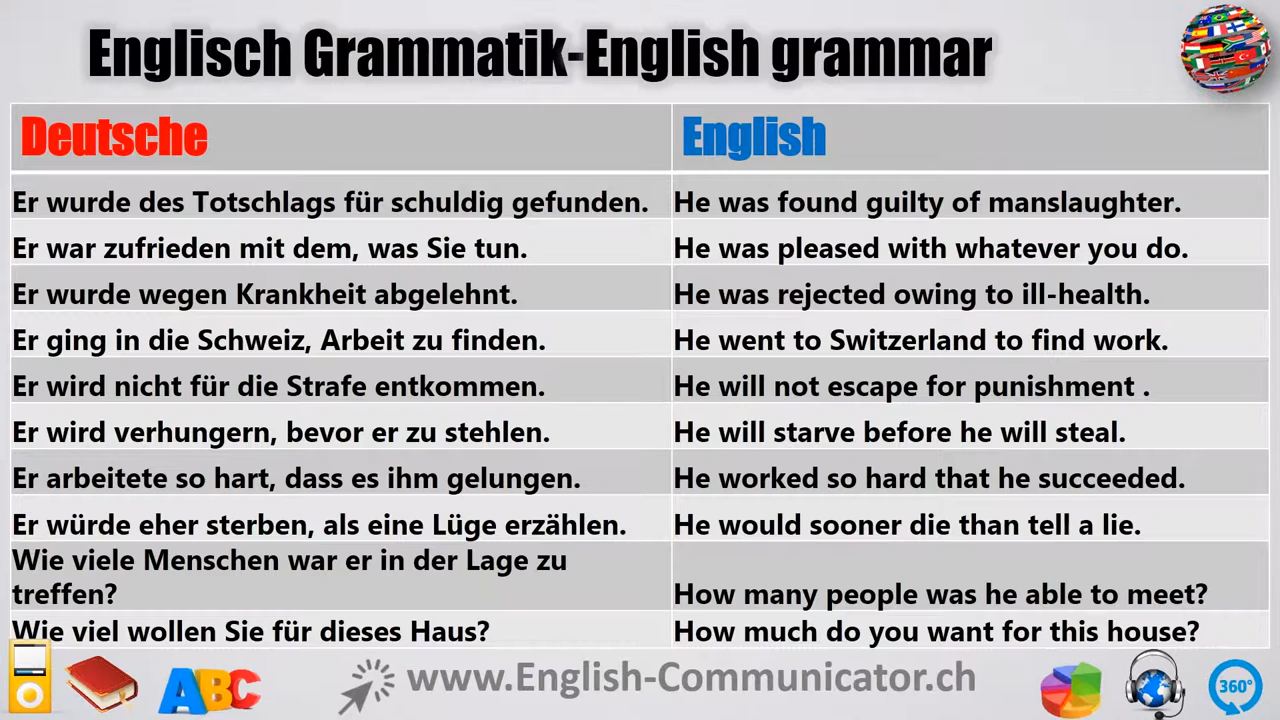 Englisch Grammatik-English grammar
Deutsche English
Er wurde des Totschlags für schuldig gefunden. He was found guilty of manslaughter.
Er war zufrieden mit dem, was Sie tun. He was pleased with whatever you do.
Er wurde wegen Krankheit abgelehnt. He was rejected owing to ill-health.
Er ging in die Schweiz, Arbeit zu finden. He went to Switzerland to find work.
Er wird nicht für die Strafe entkommen. He will not escape for punishment .
Er wird verhungern, bevor er zu stehlen. He will starve before he will steal.
Er arbeitete so hart, dass es ihm gelungen. He worked so hard that he succeeded.
Er würde eher sterben, als eine Lüge erzählen. He would sooner die than tell a lie.
Wie viele Menschen war er in der Lage zu
treffen? How many people was he able to meet?
Wie viel wollen Sie für dieses Haus? How much do you want for this house?
ABC www.English-Communicator.ch 360°